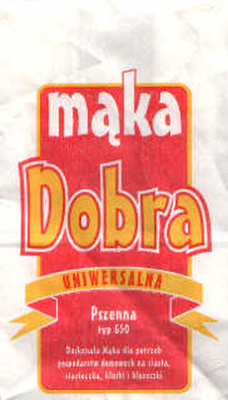 mąka
Dobra
UNIWERSALNA
Pszenna
typ 650
Doskonała Mąka dla potrzeb
gospodarstw domowych na ciasta,
ciasteczka, kluski i kluseczki